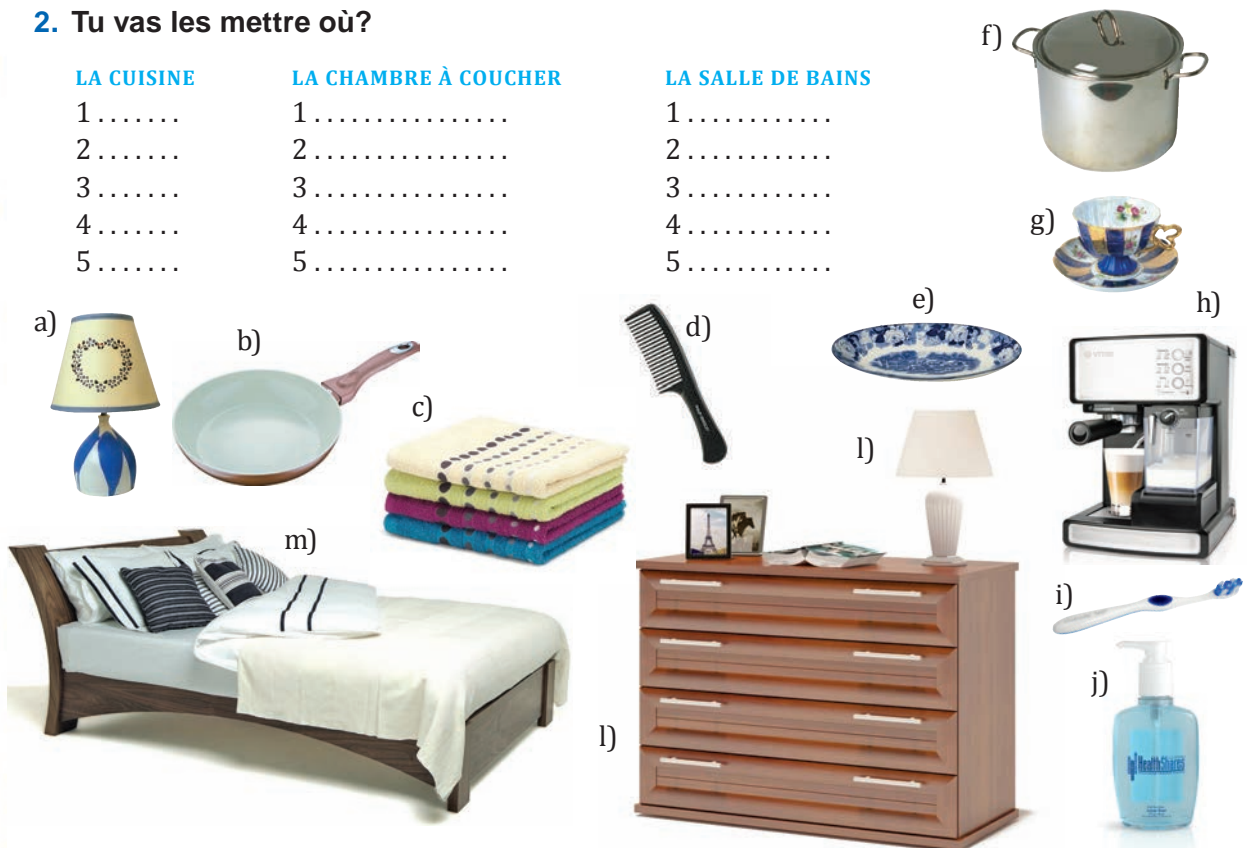 2. Tu vas les mettre où?
LA CUISINE
1 . . . . . . .
2 . . . . . . .
3 . . . . . . .
4 . . . . . . .
5 . . . . . . .
LA CHAMBRE À COUCHER
1 . . . . . . . . . . . . . . . .
2 . . . . . . . . . . . . . . . .
3 . . . . . . . . . . . . . . . .
4 . . . . . . . . . . . . . . . .
5 . . . . . . . . . . . . . . . .
LA SALLE DE BAINS
1 . . . . . . . . . . . .
2 . . . . . . . . . . . .
3 . . . . . . . . . . . .
4 . . . . . . . . . . . .
5 . . . . . . . . . . . .
f)
g)
h)
a)
b)
c)
d)
e)
l)
m)
l)
i)
j)
HealthShares